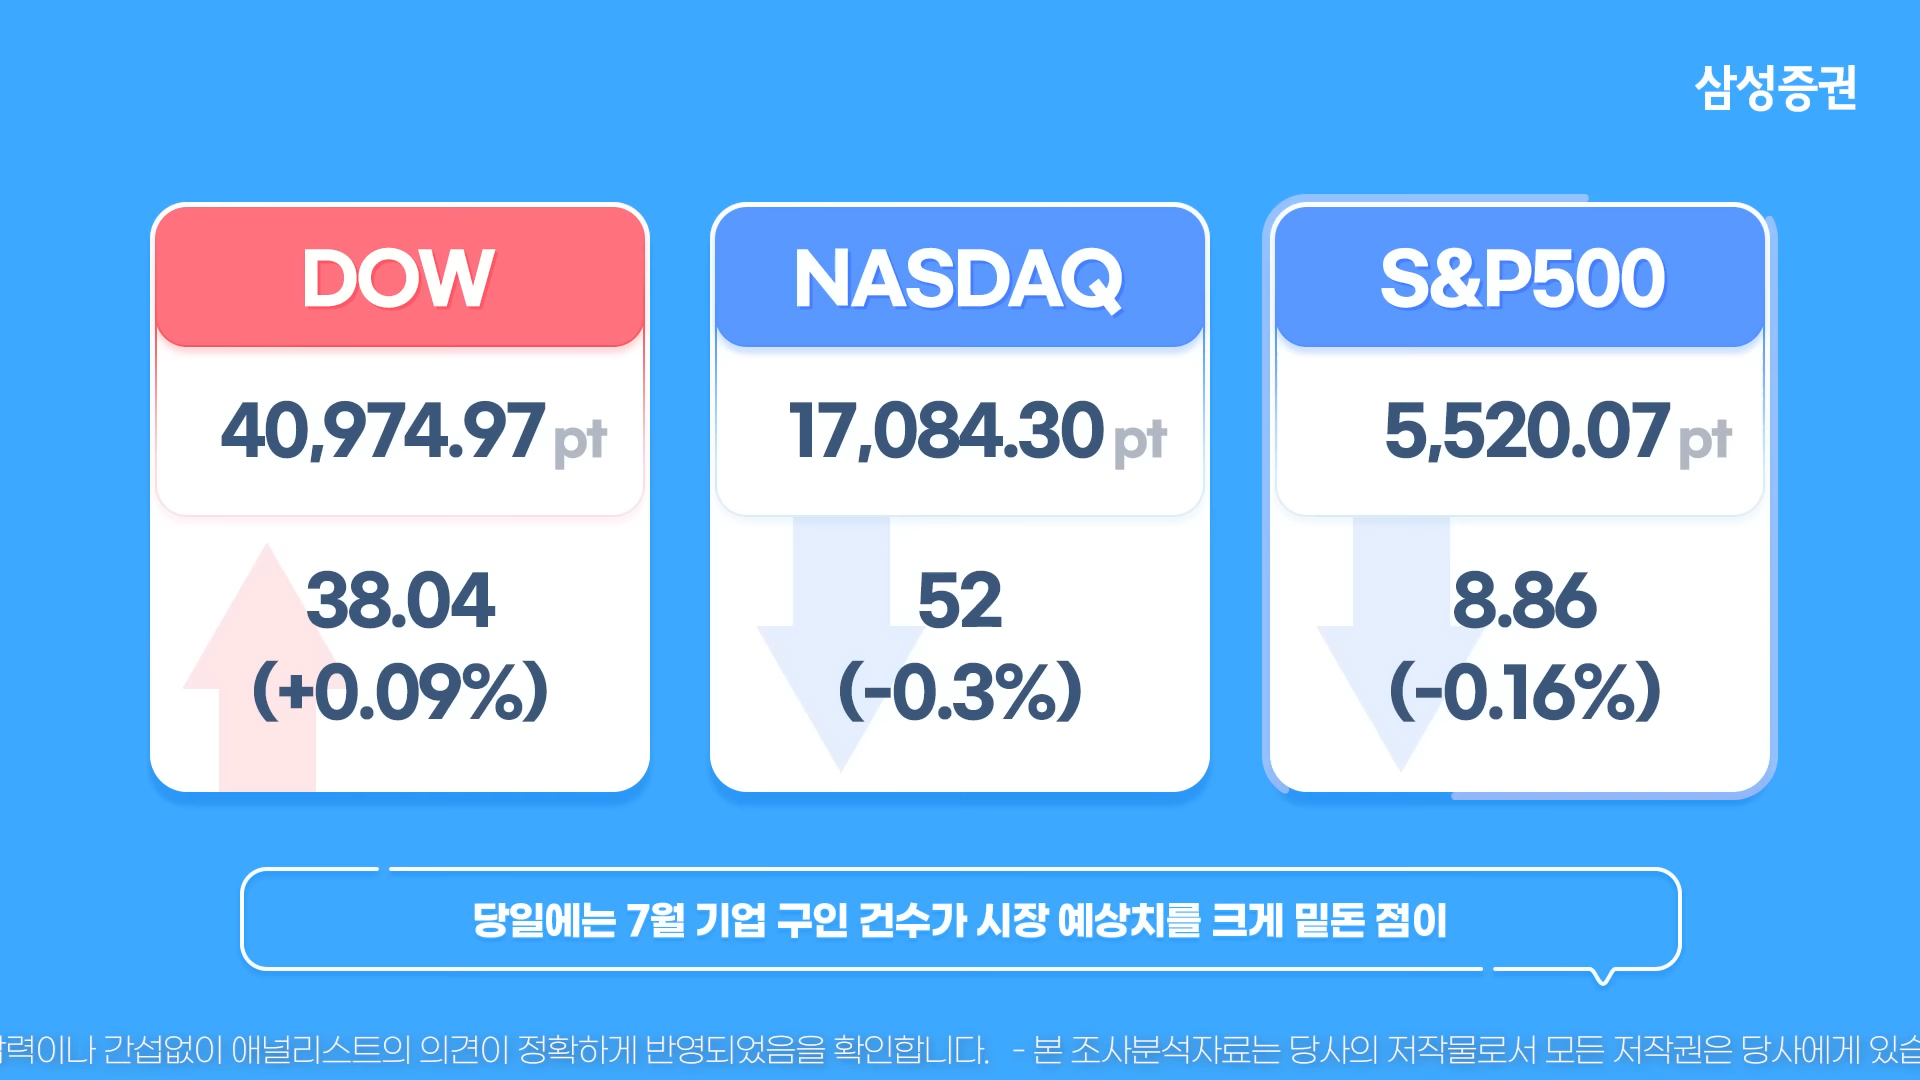 삼성증권
DOW
40,974.97 pt
38.04
(+0.09%)
NASDAQ
17,084.30 pt
52
(-0.3%)
S&P500
5,520.07 pt
8.86
(-0.16%)
당일에는 7월 기업 구인 건수가 시장 예상치를 크게 밑돈 점이
간섭없이 애널리스트의 의견이 정확하게 반영되었음을 확인합니다. - 본 조사분석자료는 당사의 저작물로서 모든 저작권은 당사에게